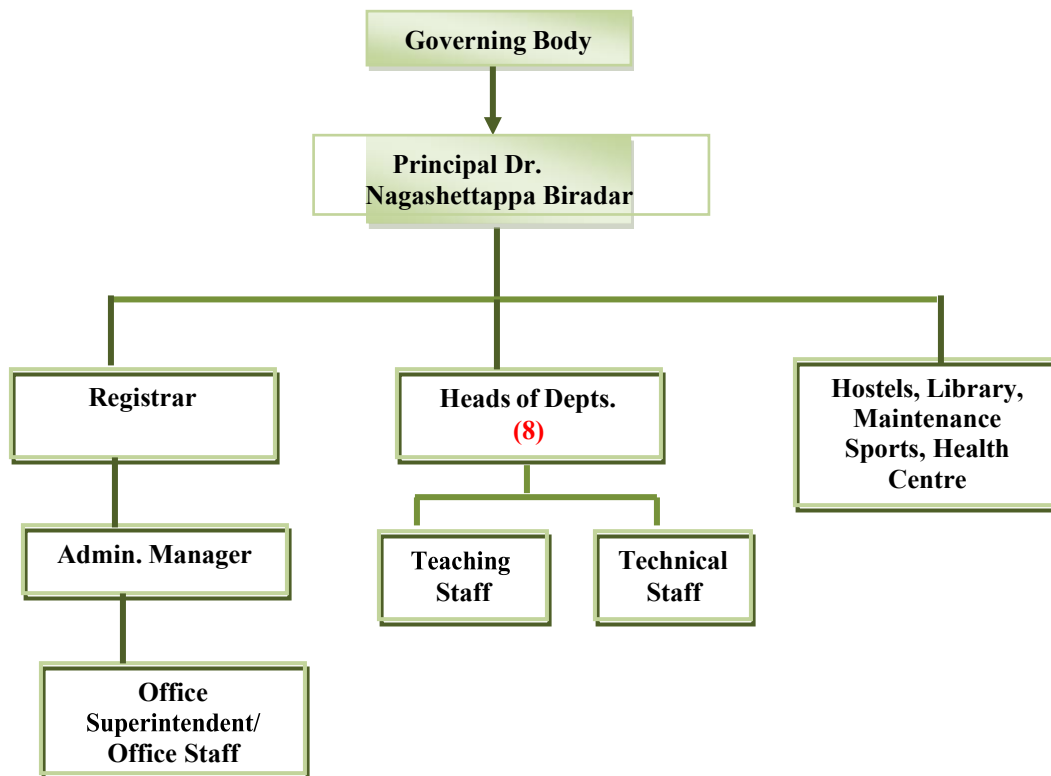 Governing Body
Principal Dr.
Nagashettappa Biradar
Registrar
Heads of Depts.
(8)
Hostels, Library,
Maintenance
Sports, Health
Centre
Admin. Manager
Teaching
Staff
Technical
Staff
Office
Superintendent/
Office Staff